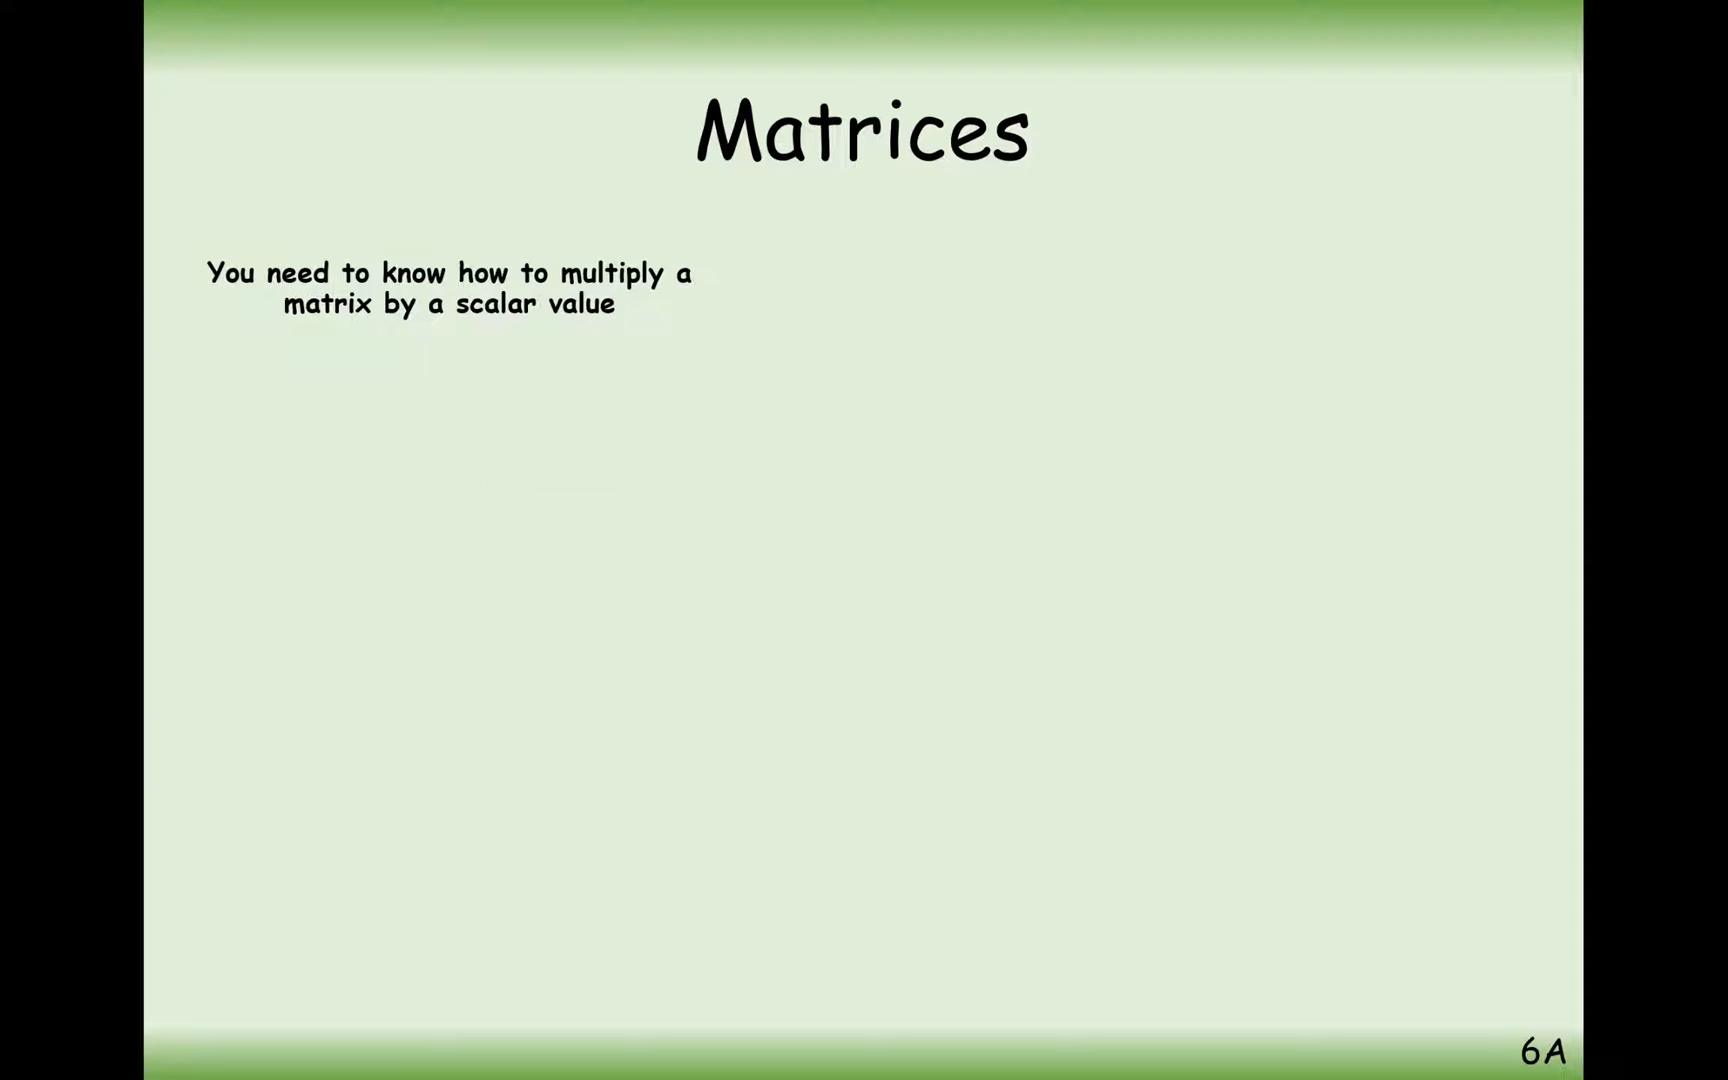 Matrices
You need to know how to multiply a
matrix by a scalar value
6A